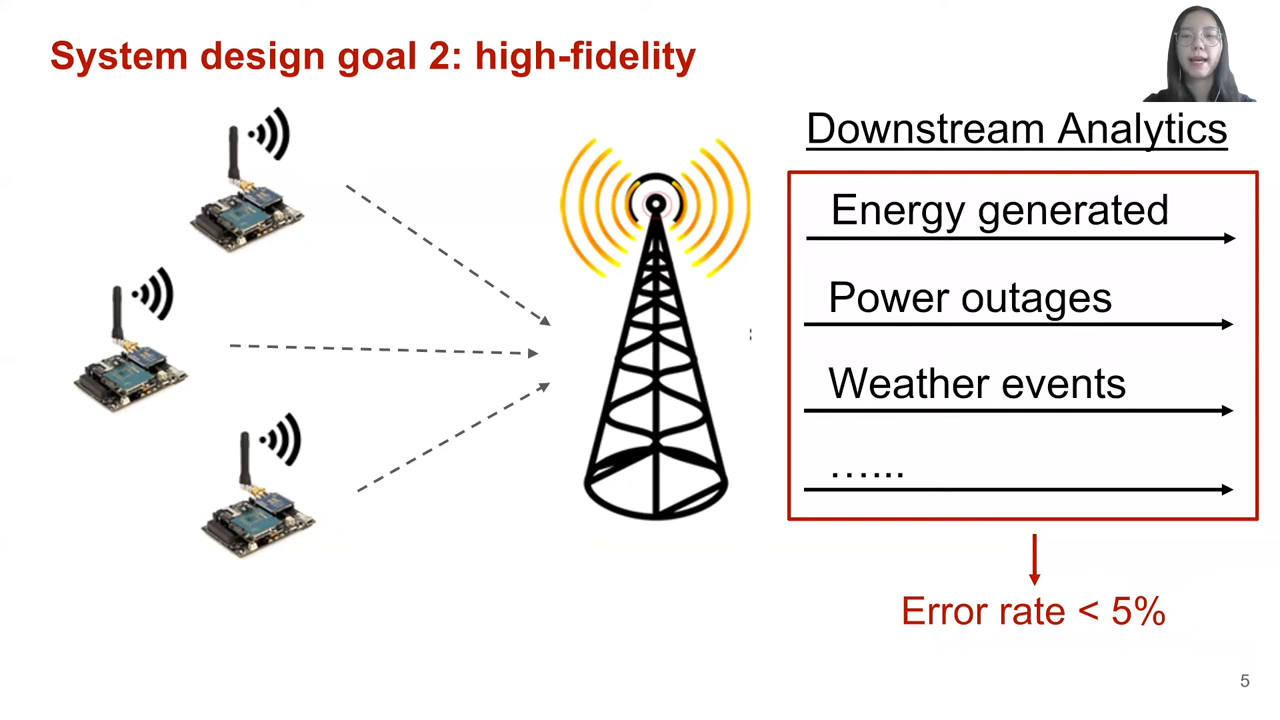 System design goal 2: high-fidelity
Downstream Analytics
Energy generated
Power outages
Weather events
…...
Error rate < 5%
5